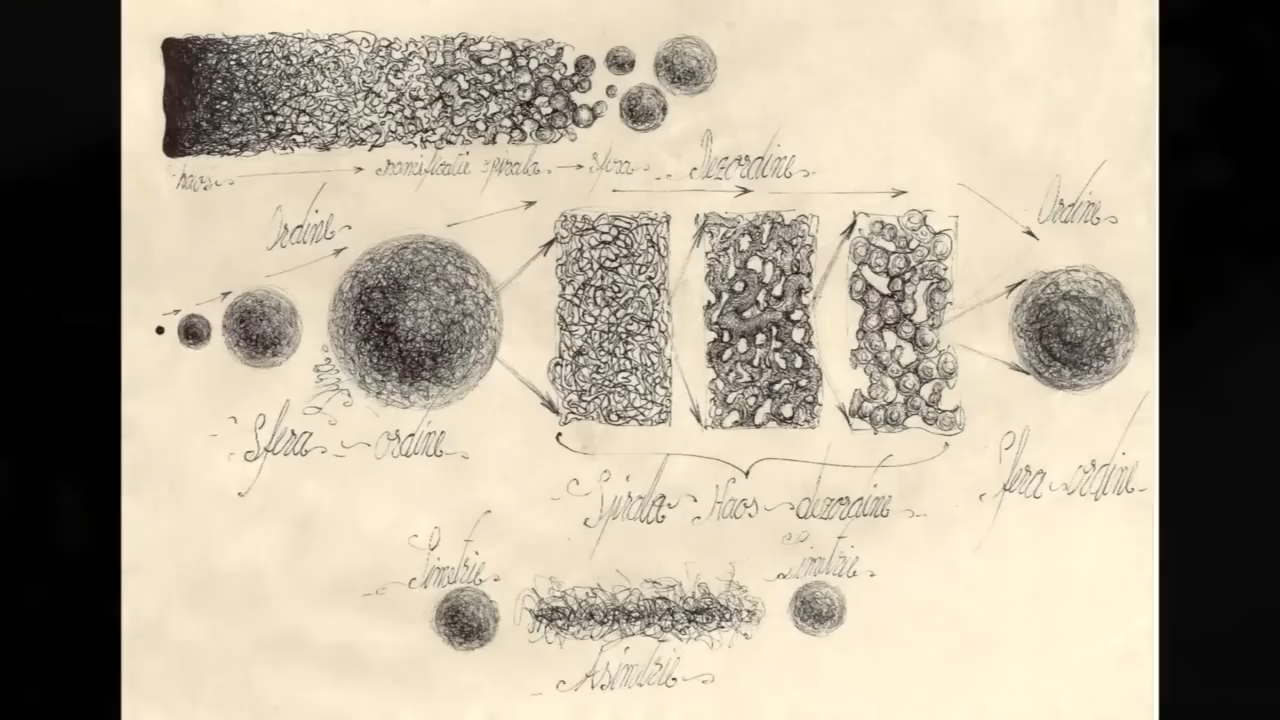 haos → ramificatie spirala → sfera
Dezordine
Ordine
Ordine
Sfera - ordine
Spirala Haos - dezordine
Sfera - ordine
Simetrie
Simetrie
Asimetrie